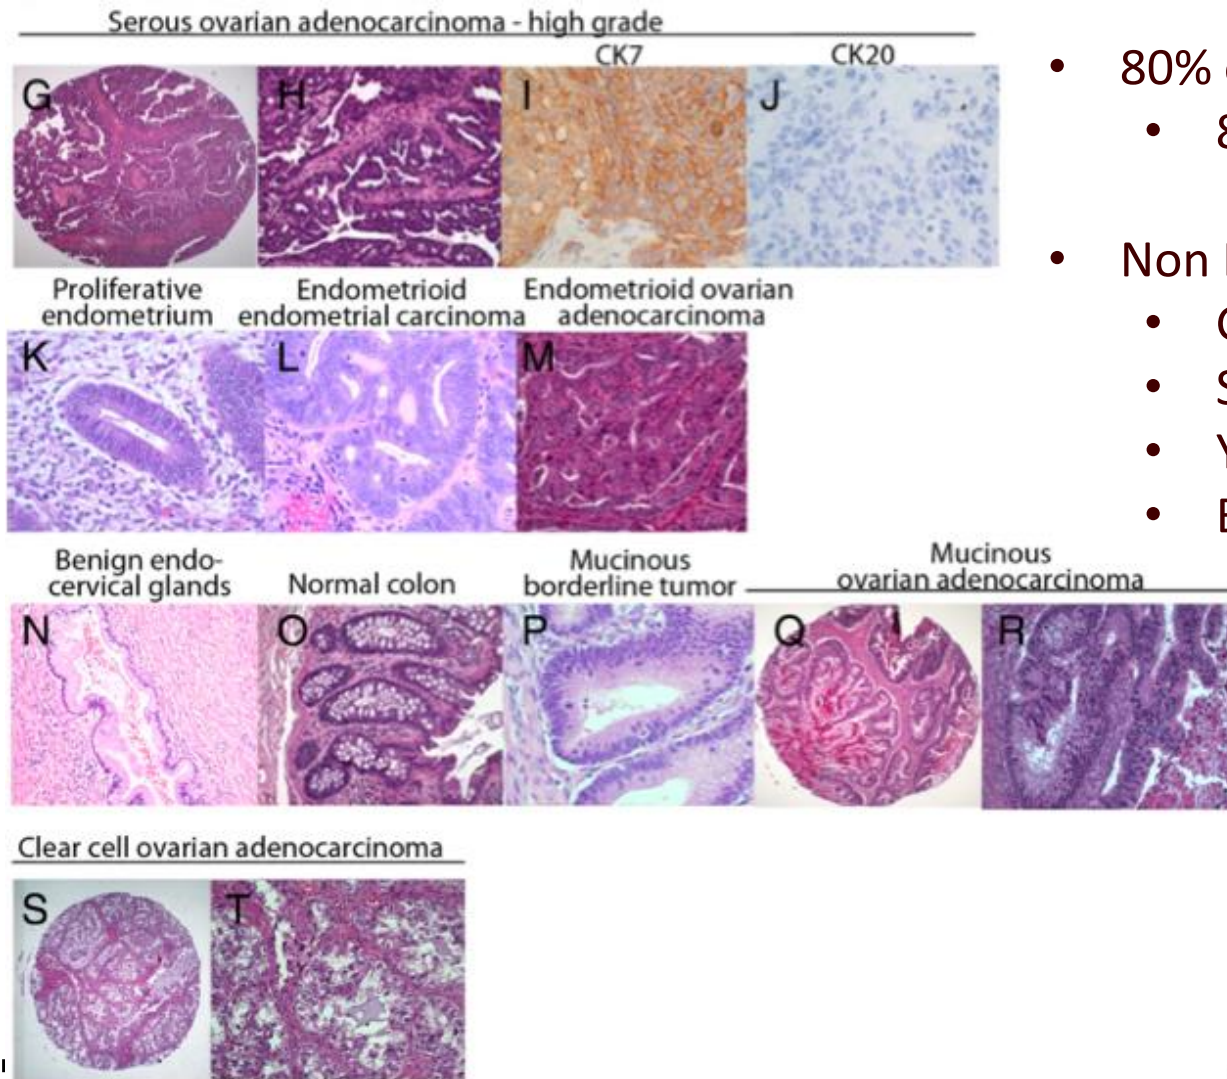 Serous ovarian adenocarcinoma - high grade
CK7 CK20
G H I J
Proliferative endometrium
Endometrioid endometrial carcinoma
Endometrioid ovarian adenocarcinoma
K L M
Benign endo-
cervical glands
Normal colon
Mucinous
borderline tumor
Mucinous
ovarian adenocarcinoma
N O P Q R
Clear cell ovarian adenocarcinoma
S T
• 80%
• 8
• Non
•
• S
• Y
•